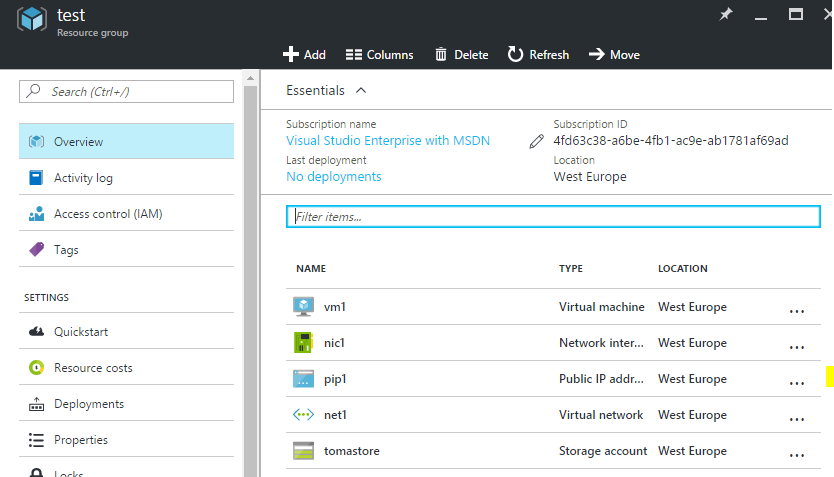 test
Resource group
Add Columns Delete Refresh Move
Search (Ctrl+/)
Overview
Activity log
Access control (IAM)
Tags
SETTINGS
Quickstart
Resource costs
Deployments
Properties
Locks
Essentials
Subscription name
Visual Studio Enterprise with MSDN
Last deployment
No deployments
Subscription ID
4fd63c38-a6be-4fb1-ac9e-ab1781af69ad
Location
West Europe
Filter items...
NAME TYPE LOCATION
vm1 Virtual machine West Europe ...
nic1 Network inter... West Europe ...
pip1 Public IP addr... West Europe ...
net1 Virtual network West Europe ...
tomastore Storage account West Europe ...